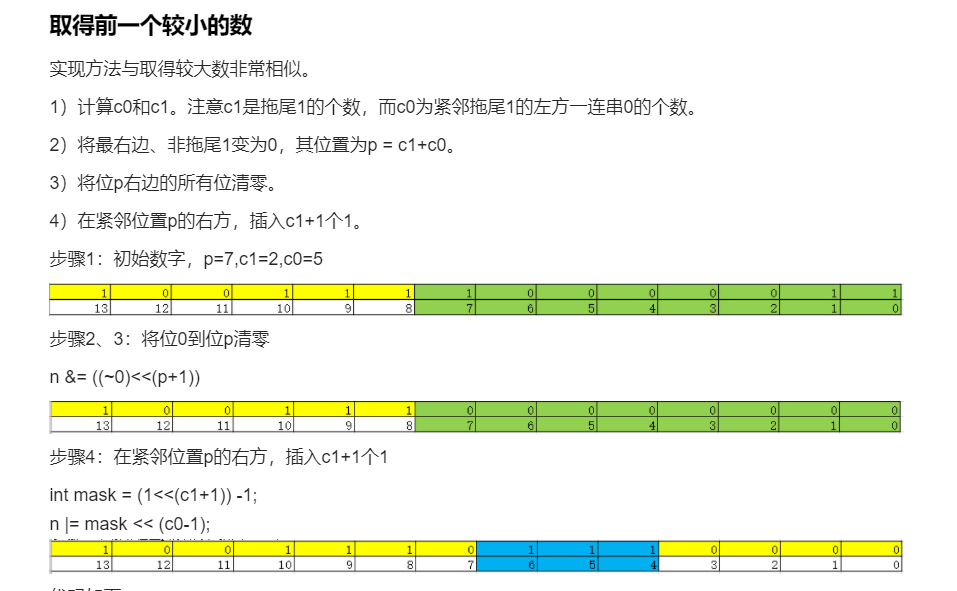 取得前一个较小的数
实现方法与取得较大数非常相似。
1）计算c0和c1。注意c1是拖尾1的个数，而c0为紧邻拖尾1的左方一连串0的个数。
2）将最右边、非拖尾1变为0，其位置为p = c1+c0。
3）将位p右边的所有位清零。
4）在紧邻位置p的右方，插入c1+1个1。
步骤1：初始数字，p=7,c1=2,c0=5
1 0 0 1 1 1 1 0 0 0 0 0 1 1
13 12 11 10 9 8 7 6 5 4 3 2 1 0
步骤2、3：将位0到位p清零
n &= ((~0)<<(p+1))
1 0 0 1 1 1 0 0 0 0 0 0 0 0
13 12 11 10 9 8 7 6 5 4 3 2 1 0
步骤4：在紧邻位置p的右方，插入c1+1个1
int mask = (1<<(c1+1)) -1;
n |= mask << (c0-1);
1 0 0 1 1 1 0 1 1 1 0 0 0 0
13 12 11 10 9 8 7 6 5 4 3 2 1 0